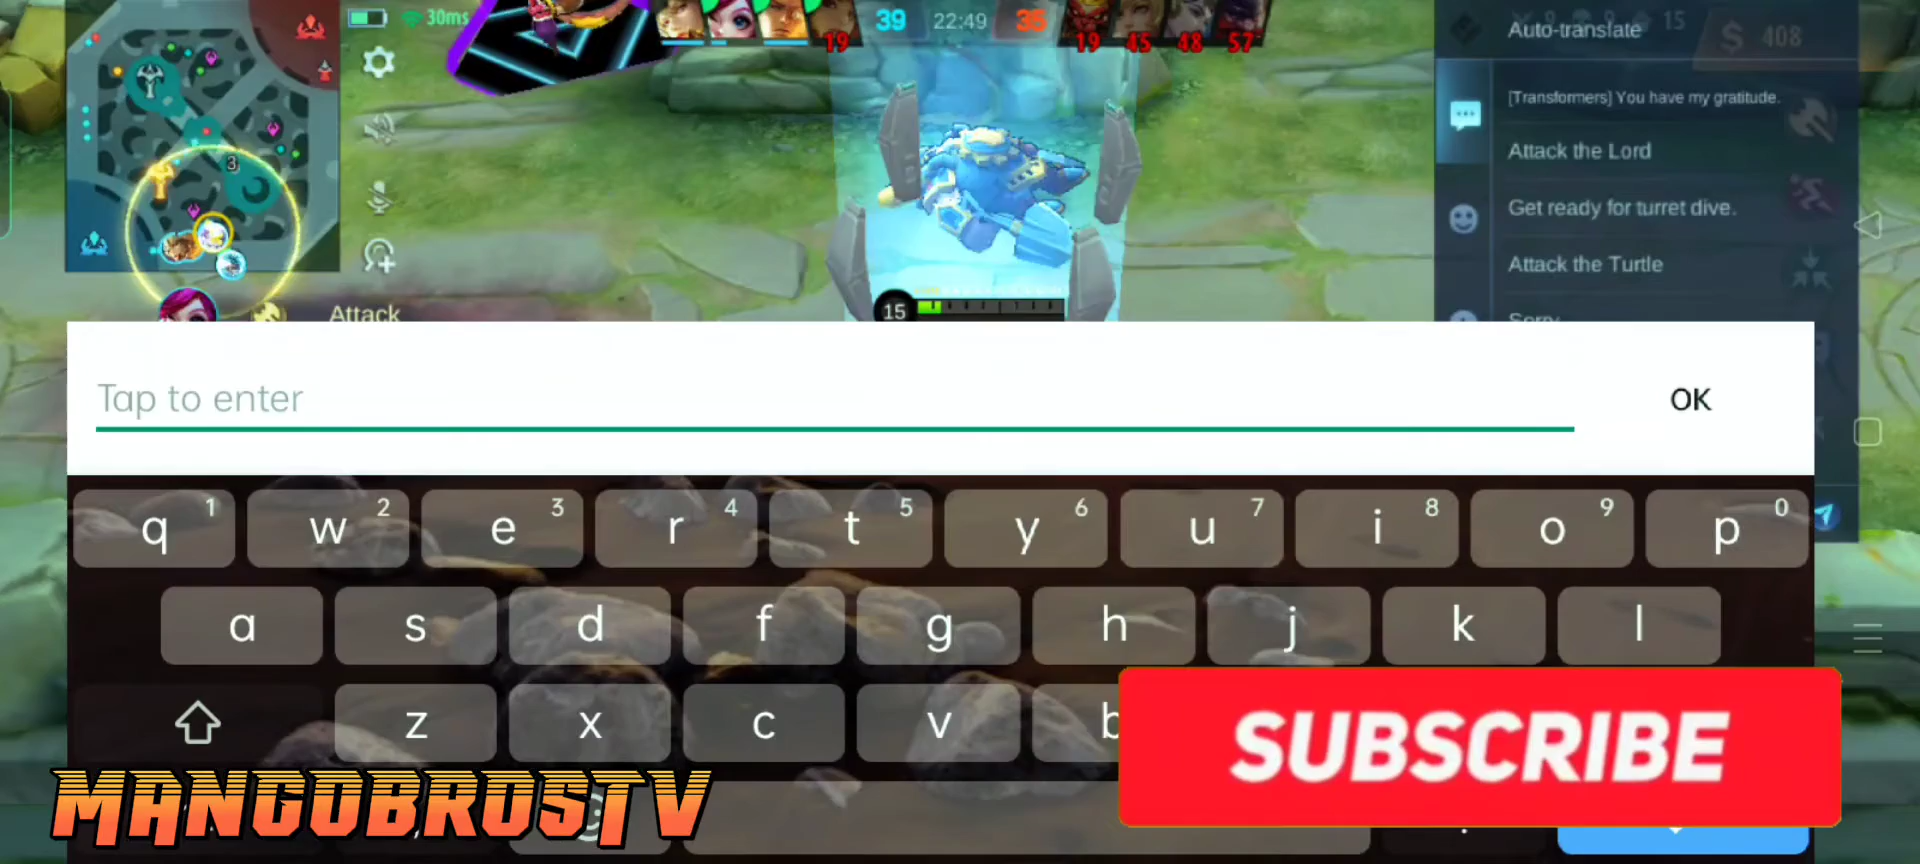 30ms
19
39
22:49
35
19
45
48
57
15
$ 408
Auto-translate
[Transformers] You have my gratitude.
Attack the Lord
Get ready for turret dive.
Attack the Turtle
Sorry
3
Attack
15
Tap to enter
OK
q 1 w 2 e 3 r 4 t 5 y 6 u 7 i 8 o 9 p 0
a s d f g h j k l
z x c v b
SUBSCRIBE
MANGOBROSTV